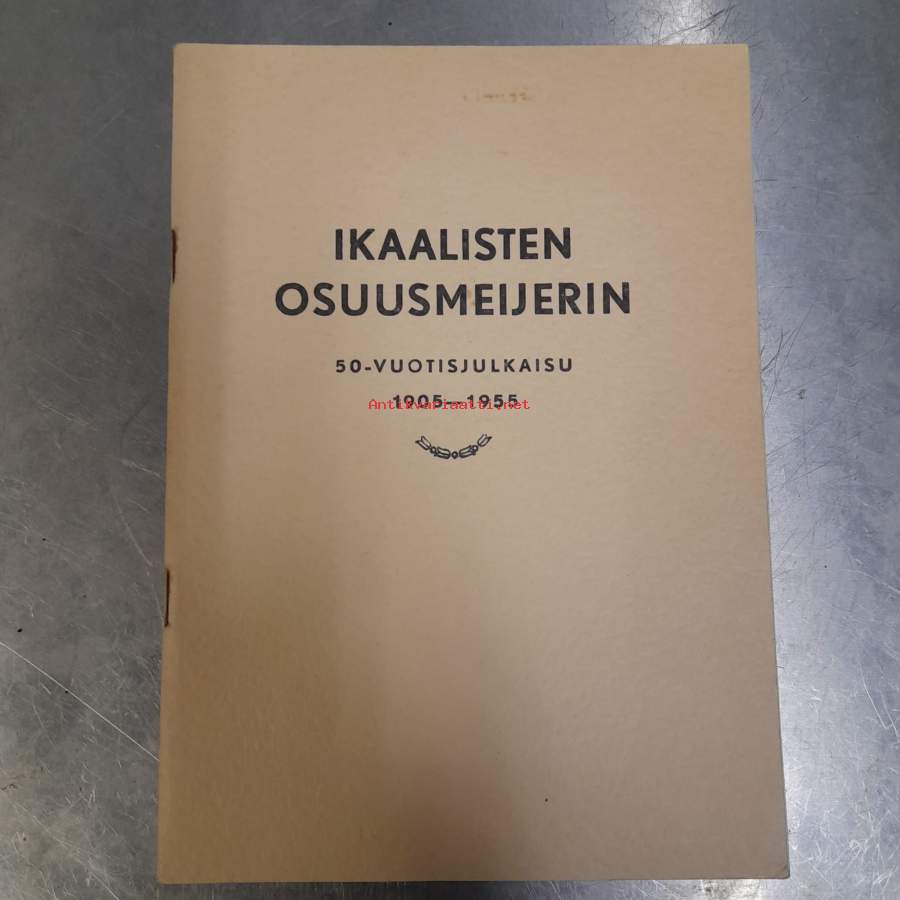 IKAALISTEN
OSUUSMEIJERIN
50-VUOTISJULKAISU
1905—1955
Antikvariaatti.net